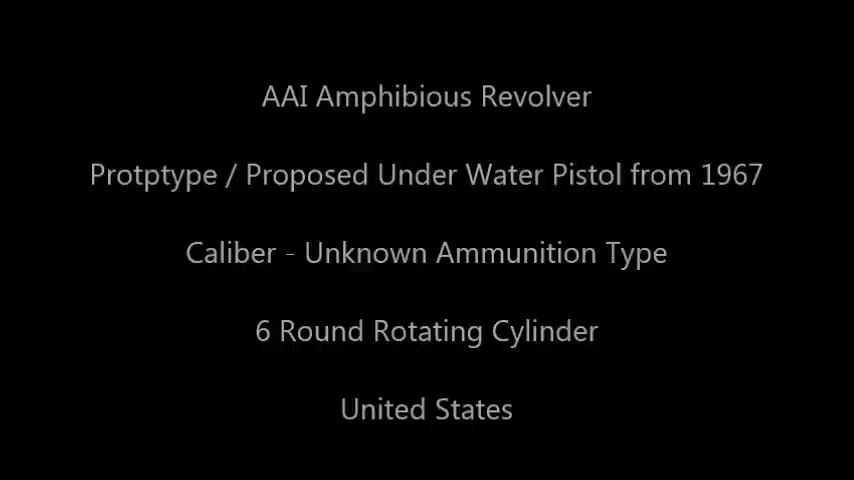 AAI Amphibious Revolver
Protptype / Proposed Under Water Pistol from 1967
Caliber - Unknown Ammunition Type
6 Round Rotating Cylinder
United States